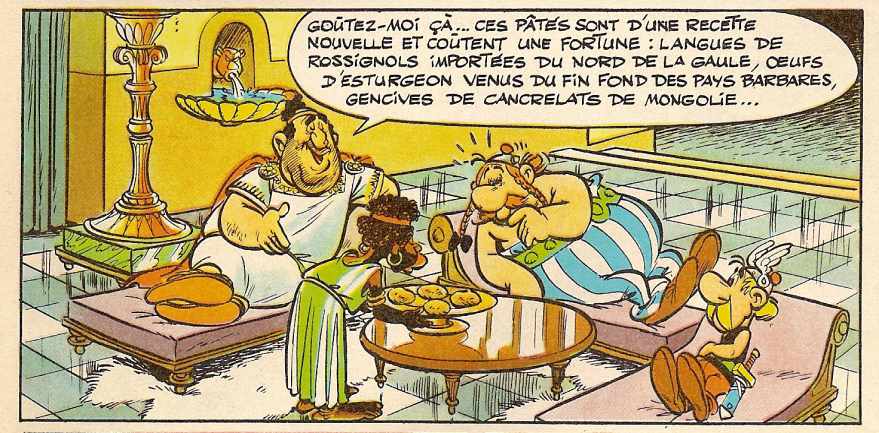 GOÛTEZ-MOI ÇÀ... CES PÂTÉS SONT D'UNE RECETTE
NOUVELLE ET COÛTENT UNE FORTUNE : LANGUES DE
ROSSIGNOLS IMPORTÉES DU NORD DE LA GAULE, OEUFS
D'ESTURGEON VENUS DU FIN FOND DES PAYS BARBARES,
GENCIVES DE CANCRELATS DE MONGOLIE...